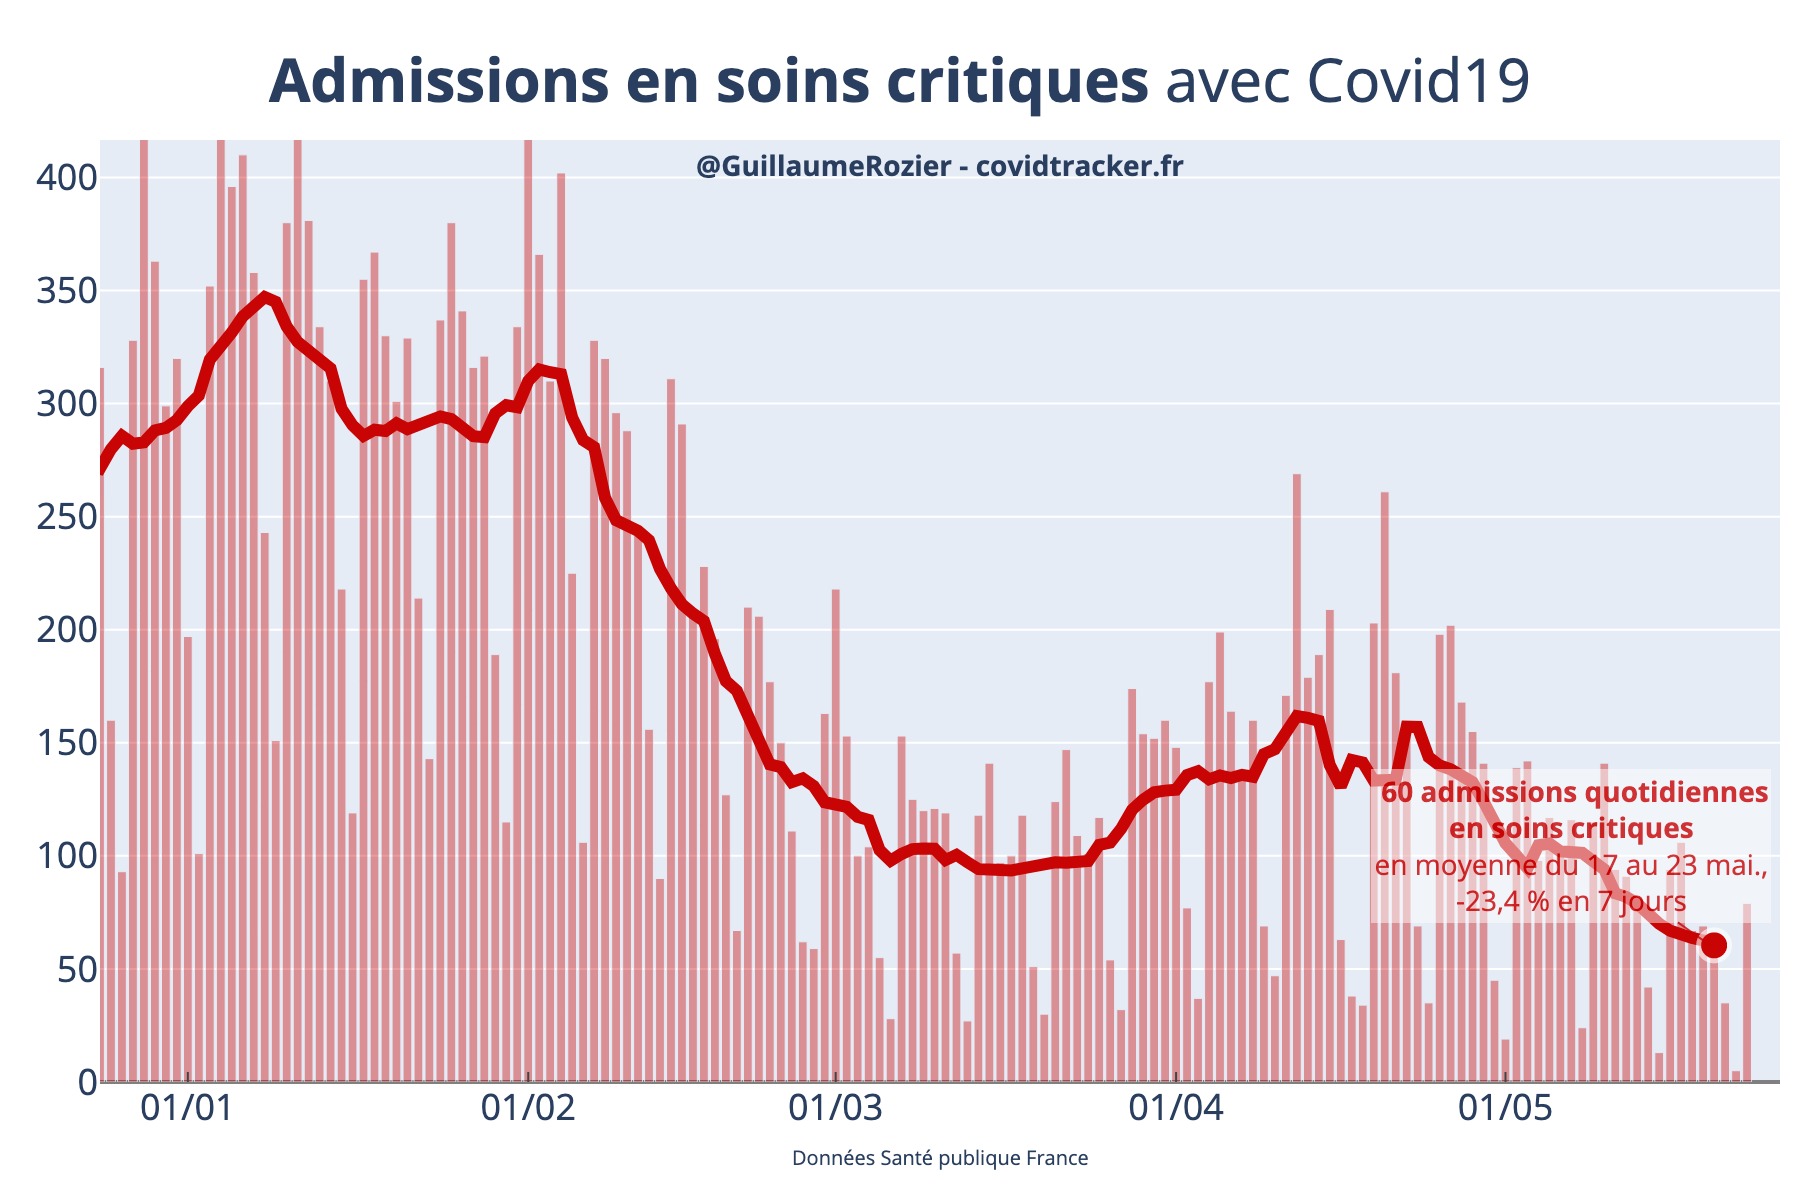 Admissions en soins critiques avec Covid19
@GuillaumeRozier - covidtracker.fr
400
350
300
250
200
150
100
50
0
60 admissions quotidiennes
en soins critiques
en moyenne du 17 au 23 mai.,
-23,4 % en 7 jours
01/01
01/02
01/03
01/04
01/05
Données Santé publique France